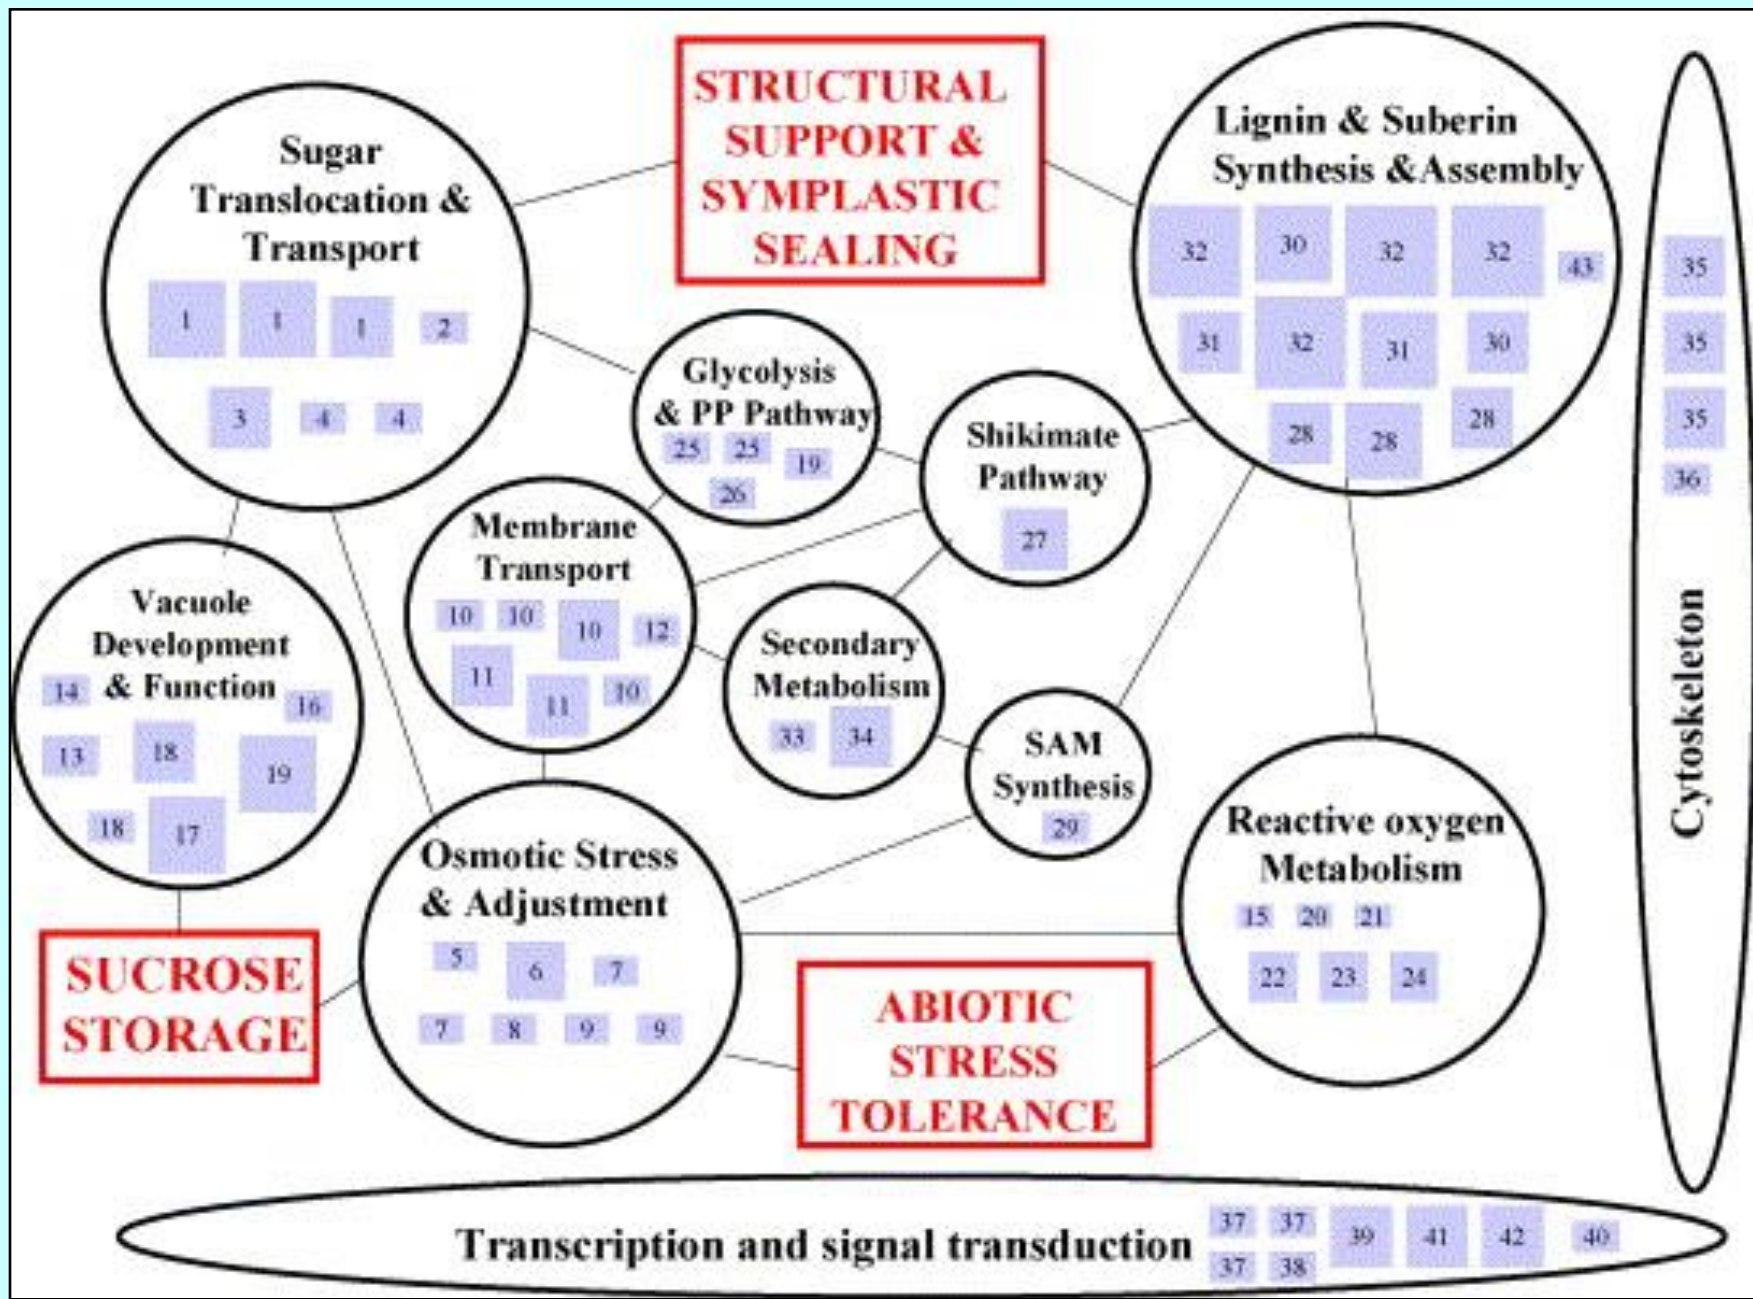 STRUCTURAL
SUPPORT &
SYMPLASTIC
SEALING
Sugar
Translocation &
Transport
1 1 1 2
3 4 4
Lignin & Suberin
Synthesis &Assembly
32 30 32 32 43
31 32 31 30
28 28 28
Glycolysis
& PP Pathway
25 25 19
26
Shikimate
Pathway
27
Membrane
Transport
10 10 10 12
11 11 10
Vacuole
Development
& Function
14 16
13 18 19
18 17
Secondary
Metabolism
33 34
SAM
Synthesis
29
Osmotic Stress
& Adjustment
5 6 7
7 8 9 9
Reactive oxygen
Metabolism
15 20 21
22 23 24
SUCROSE
STORAGE
ABIOTIC
STRESS
TOLERANCE
35
35
35
36
Cytoskeleton
Transcription and signal transduction
37 37 39 41 42 40
37 38